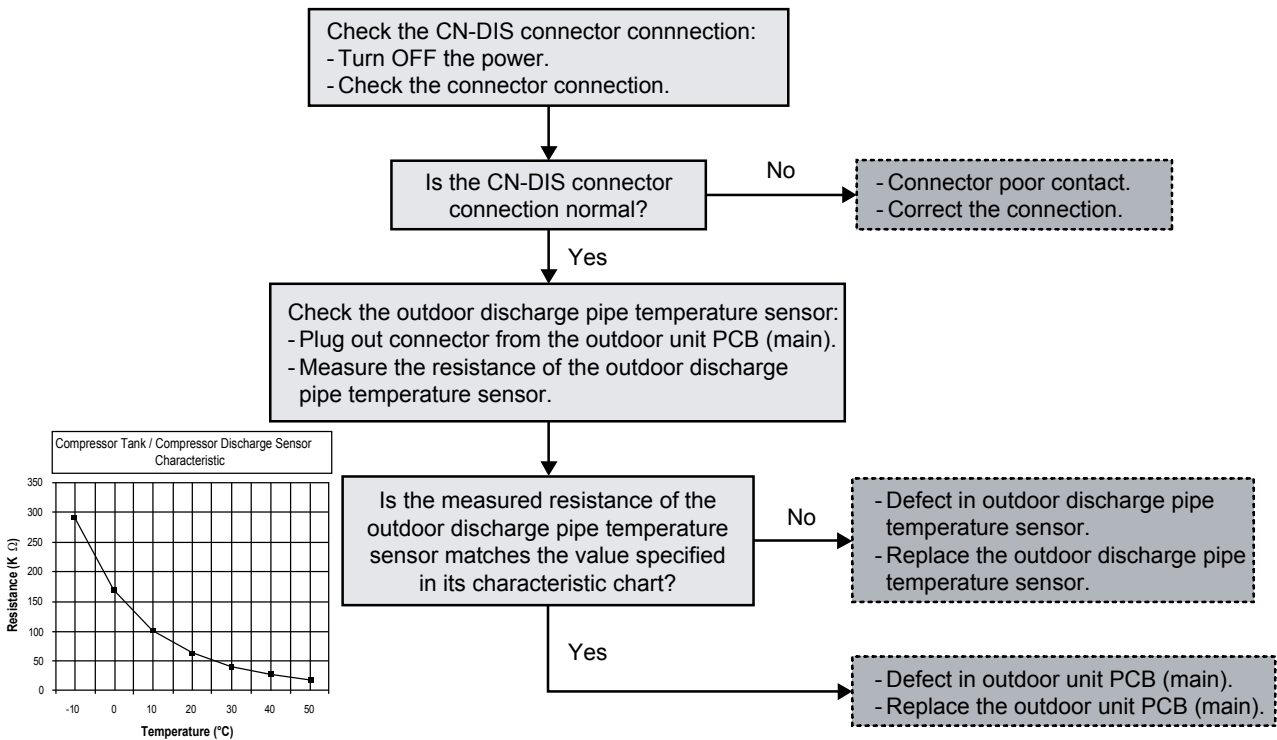 Check the CN-DIS connector connnection:
- Turn OFF the power.
- Check the connector connection.
Is the CN-DIS connector
connection normal?
No
- Connector poor contact.
- Correct the connection.
Yes
Check the outdoor discharge pipe temperature sensor:
- Plug out connector from the outdoor unit PCB (main).
- Measure the resistance of the outdoor discharge
pipe temperature sensor.
Compressor Tank / Compressor Discharge Sensor
Characteristic
350
300
250
200
150
100
50
0
Resistance (K Ω)
-10 0 10 20 30 40 50
Temperature (°C)
Is the measured resistance of the
outdoor discharge pipe temperature
sensor matches the value specified
in its characteristic chart?
No
- Defect in outdoor discharge pipe
temperature sensor.
- Replace the outdoor discharge pipe
temperature sensor.
Yes
- Defect in outdoor unit PCB (main).
- Replace the outdoor unit PCB (main).